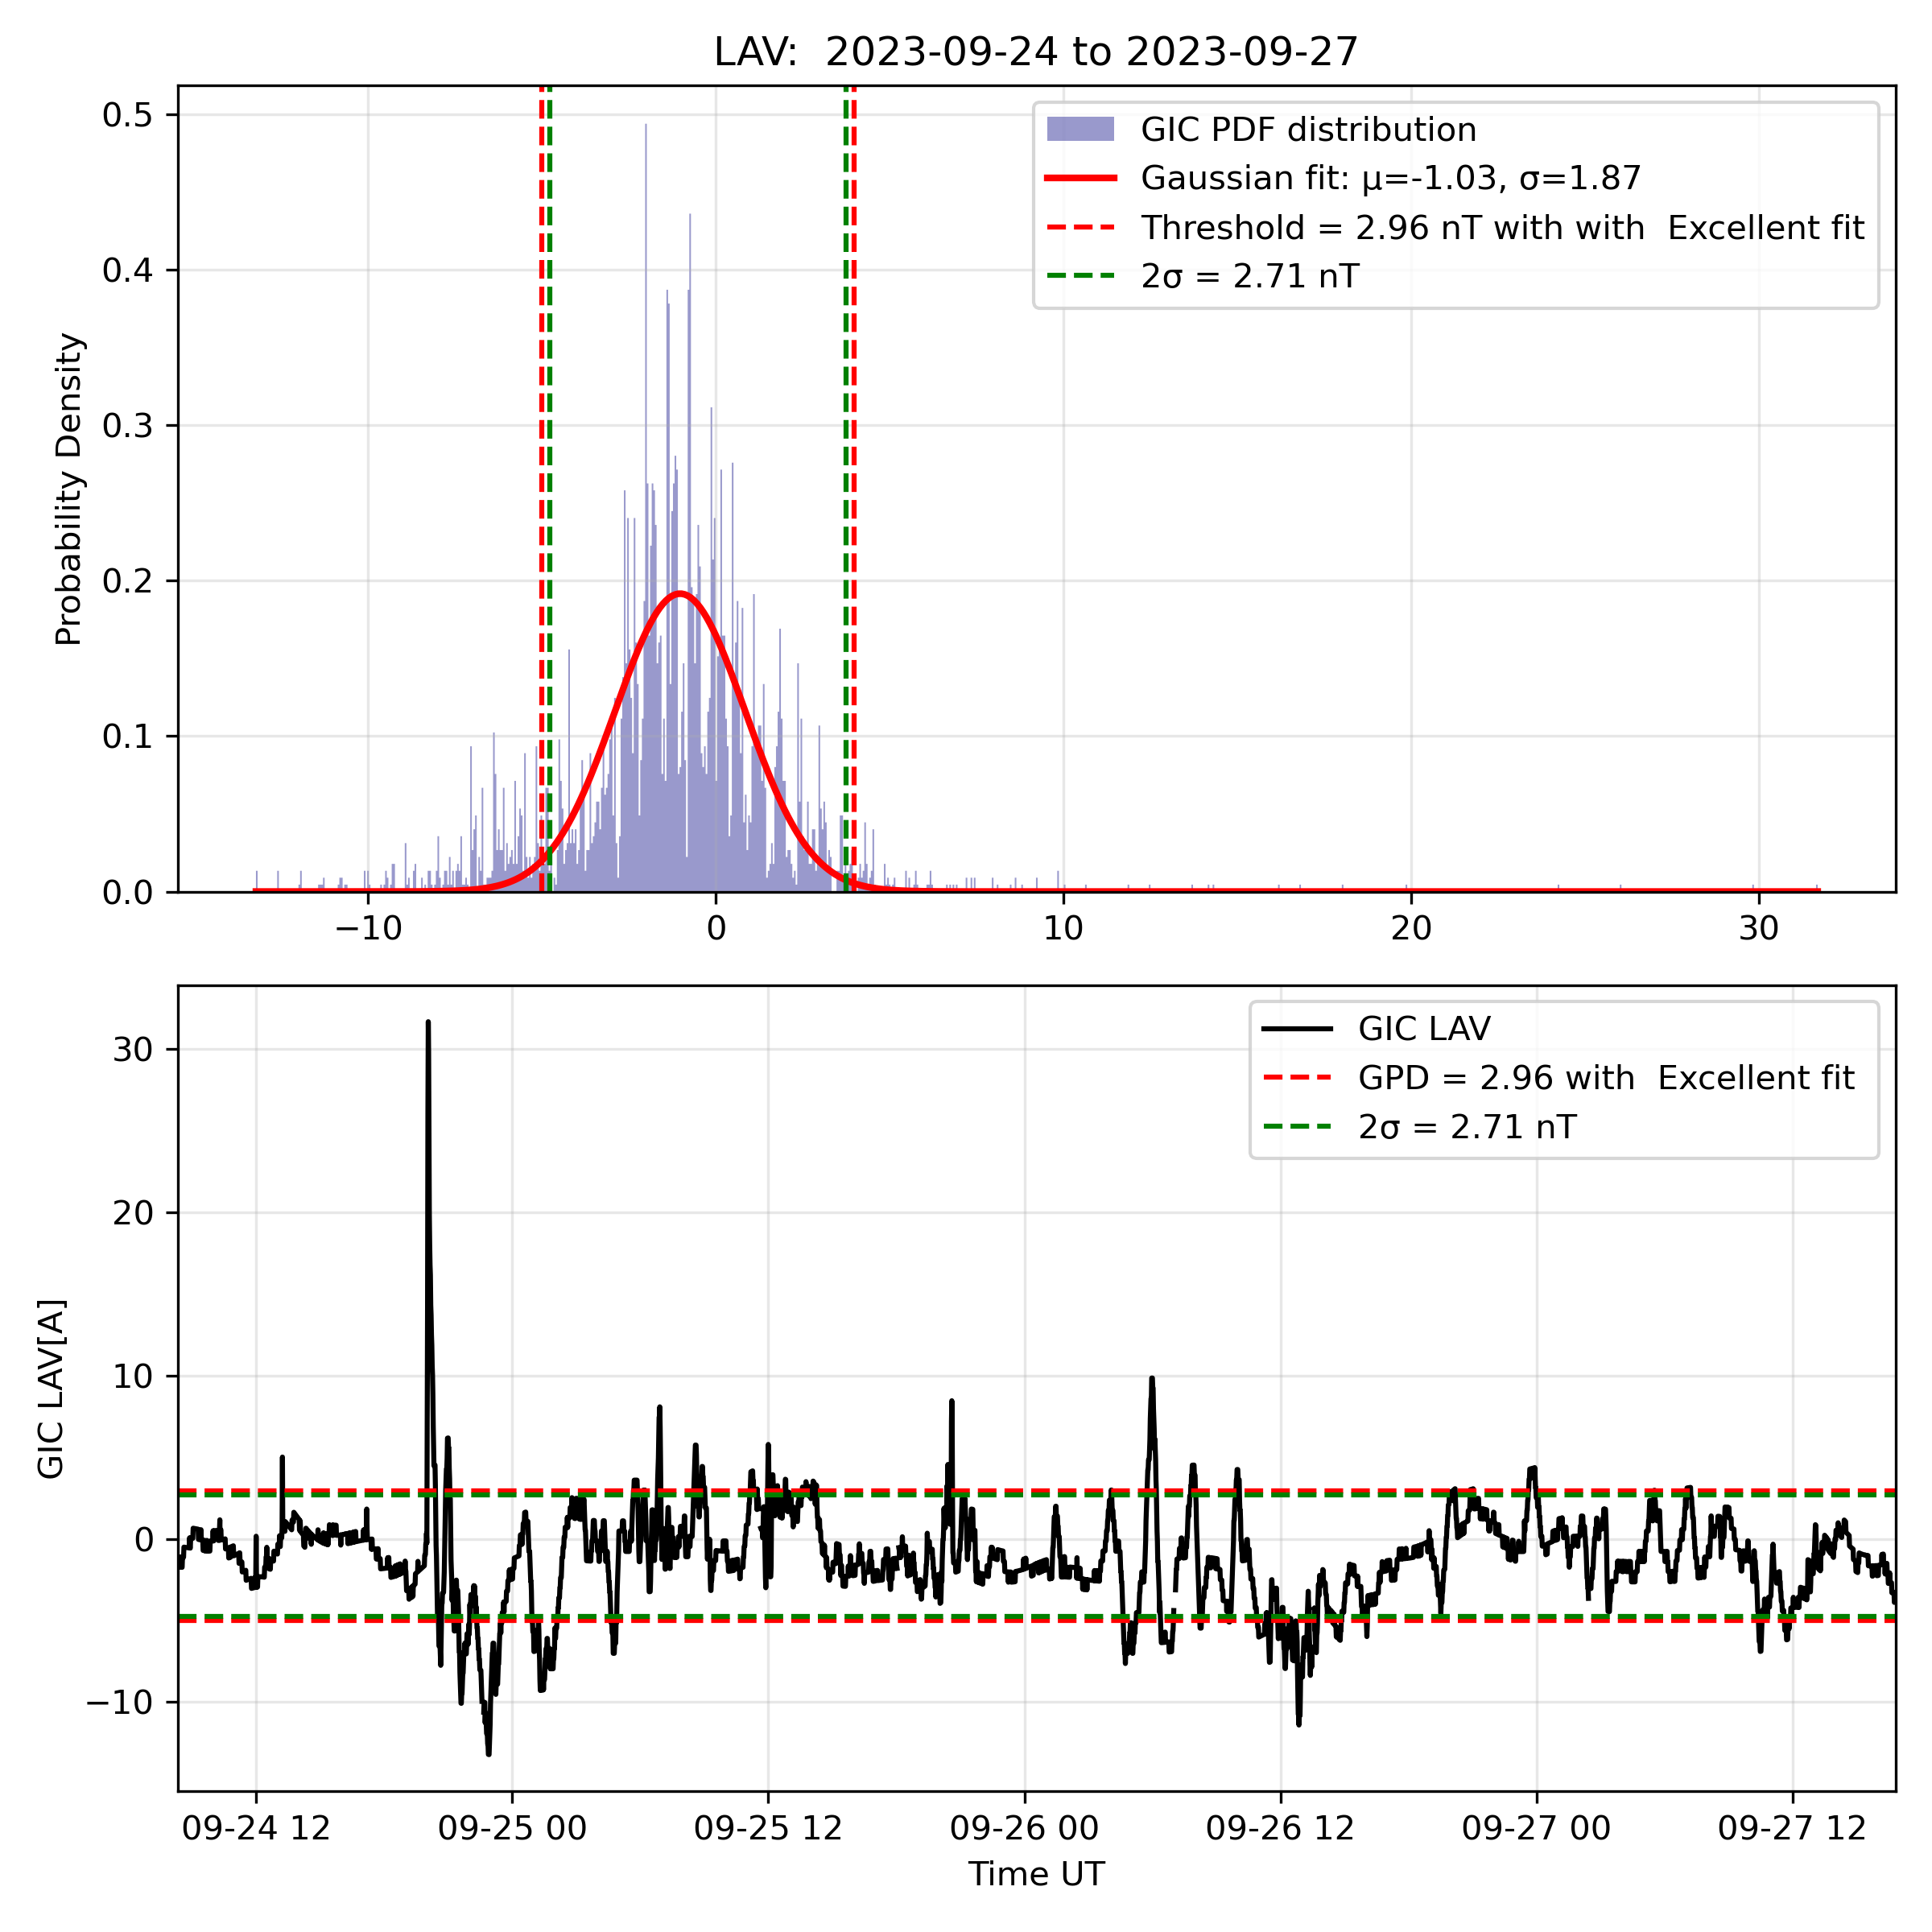 LAV:  2023-09-24 to 2023-09-27
0.5
0.4
0.3
0.2
0.1
0.0
Probability Density
GIC PDF distribution
Gaussian fit: μ=-1.03, σ=1.87
Threshold = 2.96 nT with with  Excellent fit
2σ = 2.71 nT
−10
0
10
20
30
30
20
10
0
−10
GIC LAV[A]
GIC LAV
GPD = 2.96 with  Excellent fit
2σ = 2.71 nT
09-24 12
09-25 00
09-25 12
09-26 00
09-26 12
09-27 00
09-27 12
Time UT